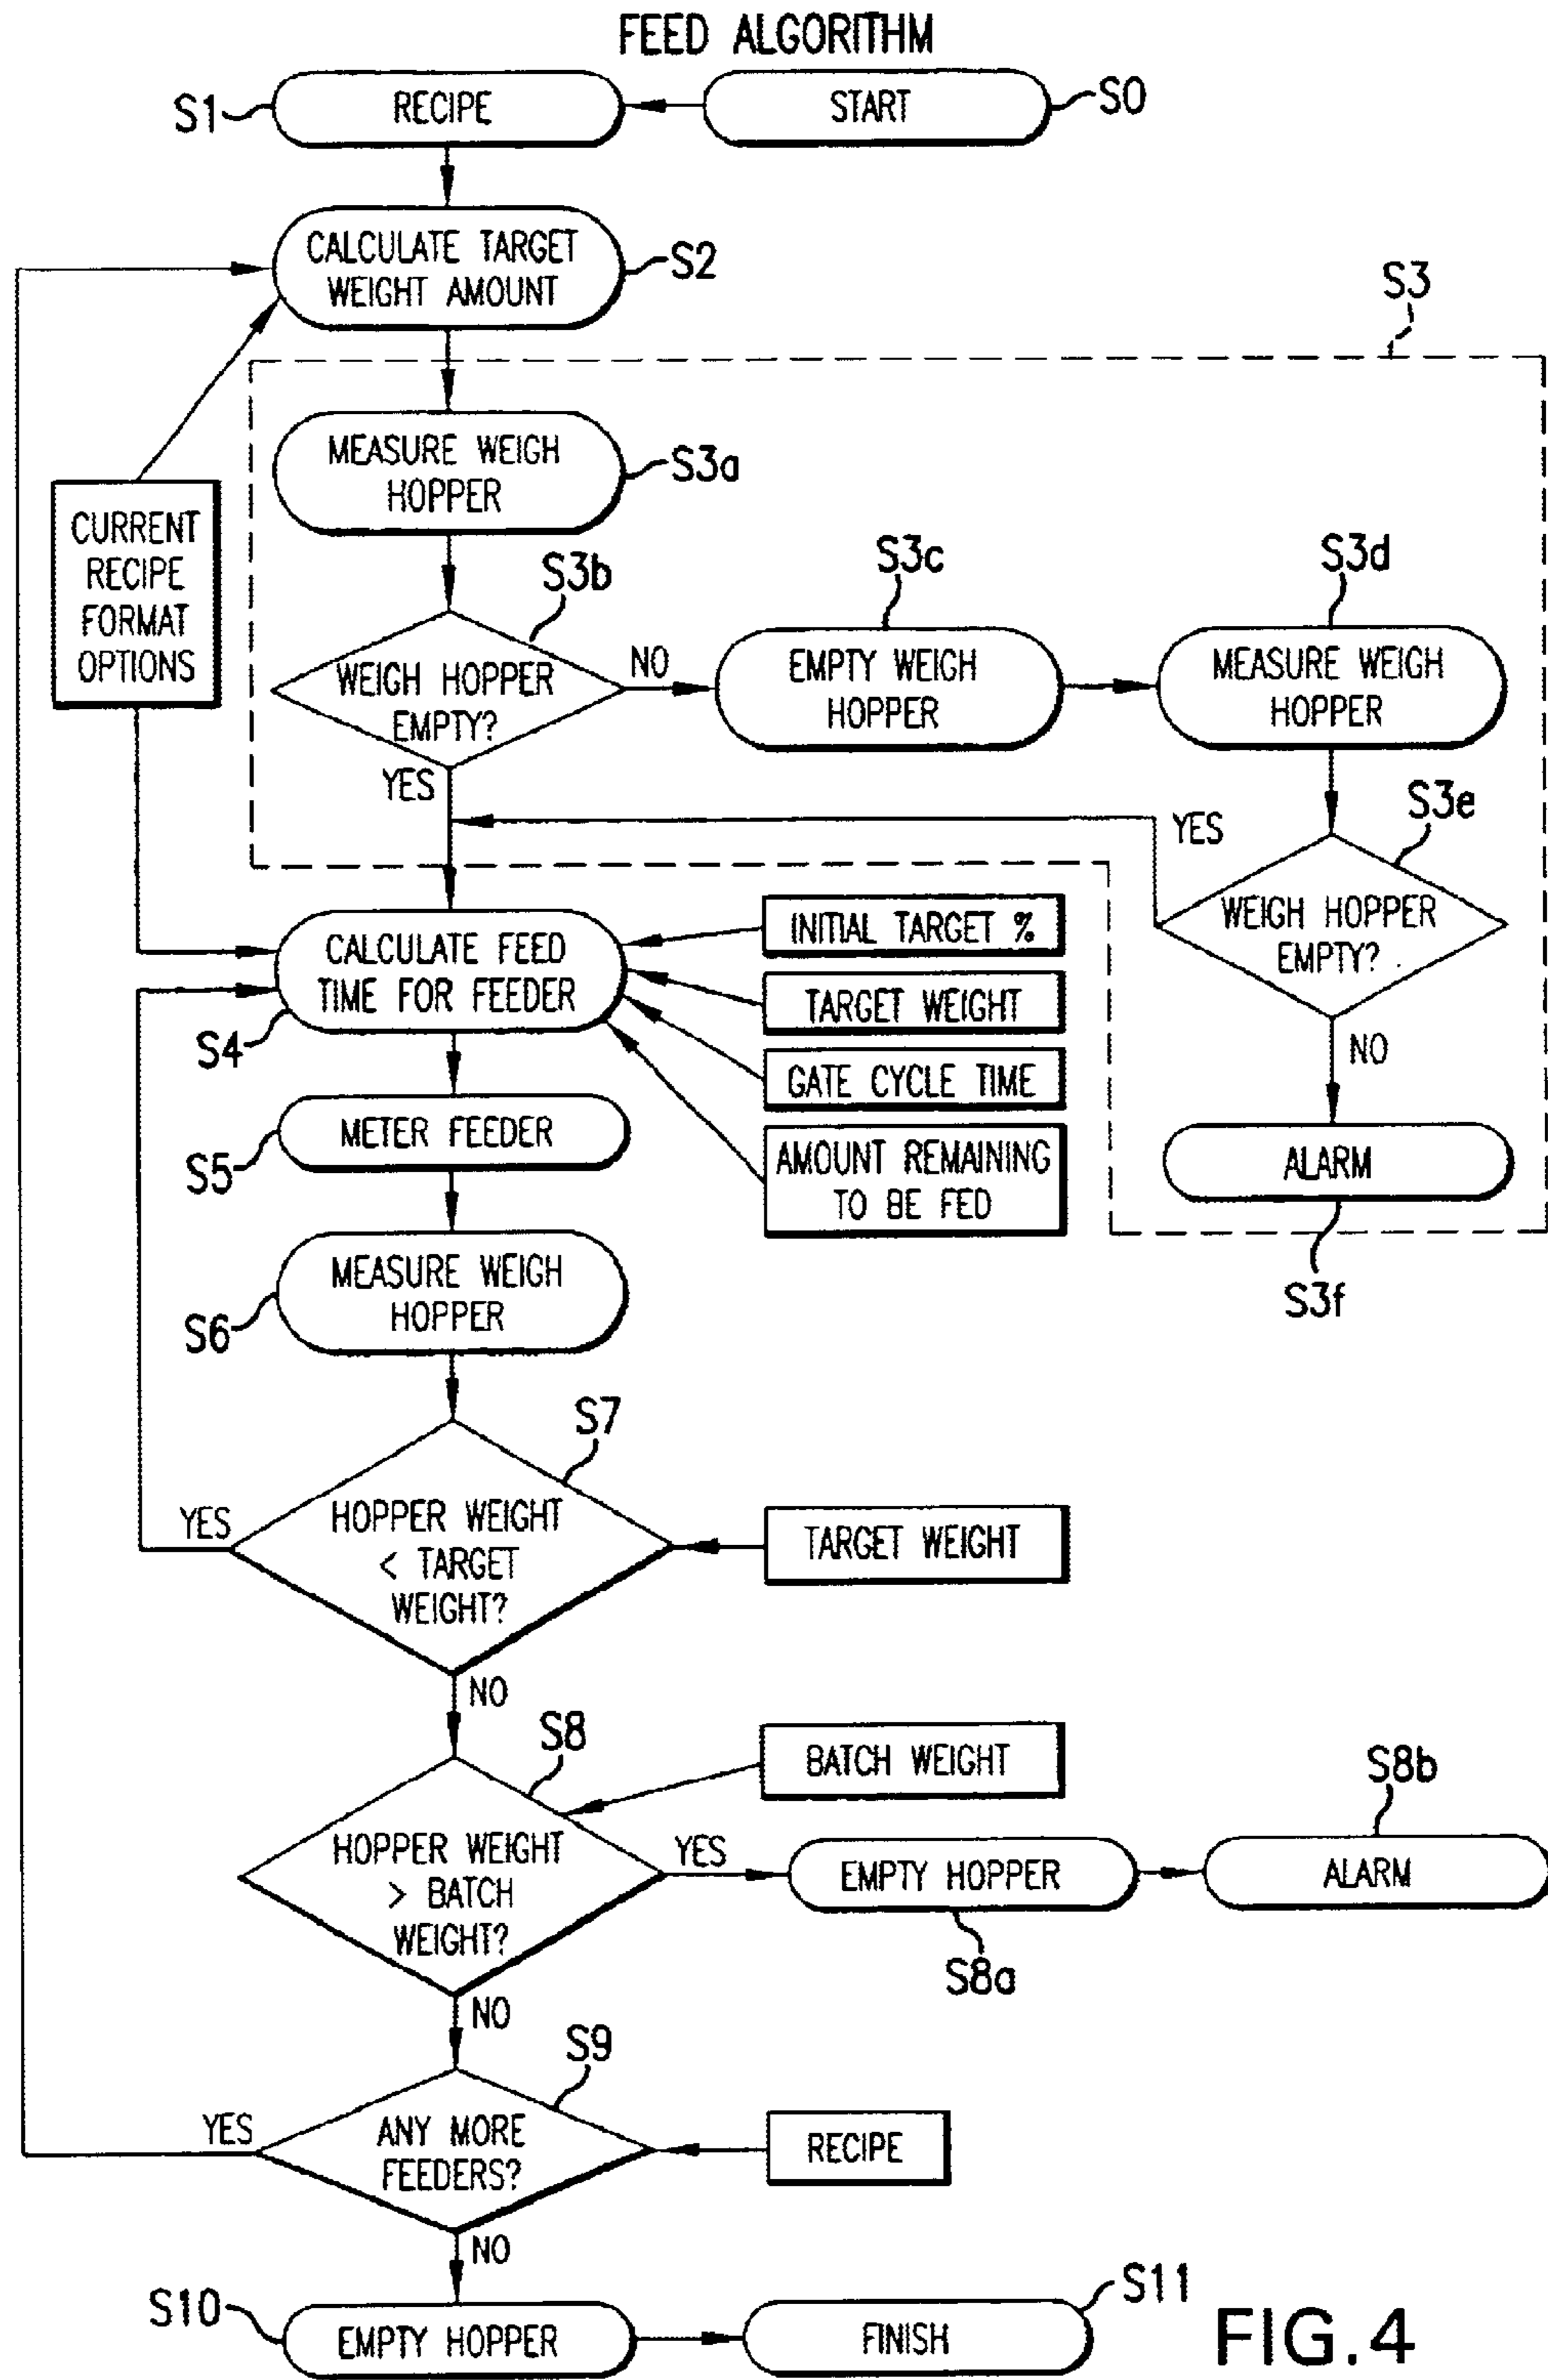 FEED ALGORITHM
S1
RECIPE
START
S0
CALCULATE TARGET
WEIGHT AMOUNT
S2
S3
MEASURE WEIGH
HOPPER
S3a
CURRENT
RECIPE
FORMAT
OPTIONS
S3b
WEIGH HOPPER
EMPTY?
NO
YES
S3c
EMPTY WEIGH
HOPPER
S3d
MEASURE WEIGH
HOPPER
S3e
YES
WEIGH HOPPER
EMPTY?
NO
ALARM
S3f
CALCULATE FEED
TIME FOR FEEDER
S4
INITIAL TARGET %
TARGET WEIGHT
GATE CYCLE TIME
AMOUNT REMAINING
TO BE FED
METER FEEDER
S5
MEASURE WEIGH
HOPPER
S6
S7
YES
HOPPER WEIGHT
< TARGET
WEIGHT?
TARGET WEIGHT
NO
S8
BATCH WEIGHT
HOPPER WEIGHT
> BATCH
WEIGHT?
YES
EMPTY HOPPER
S8a
S8b
ALARM
NO
S9
YES
ANY MORE
FEEDERS?
RECIPE
NO
S10
EMPTY HOPPER
FINISH
S11
FIG. 4